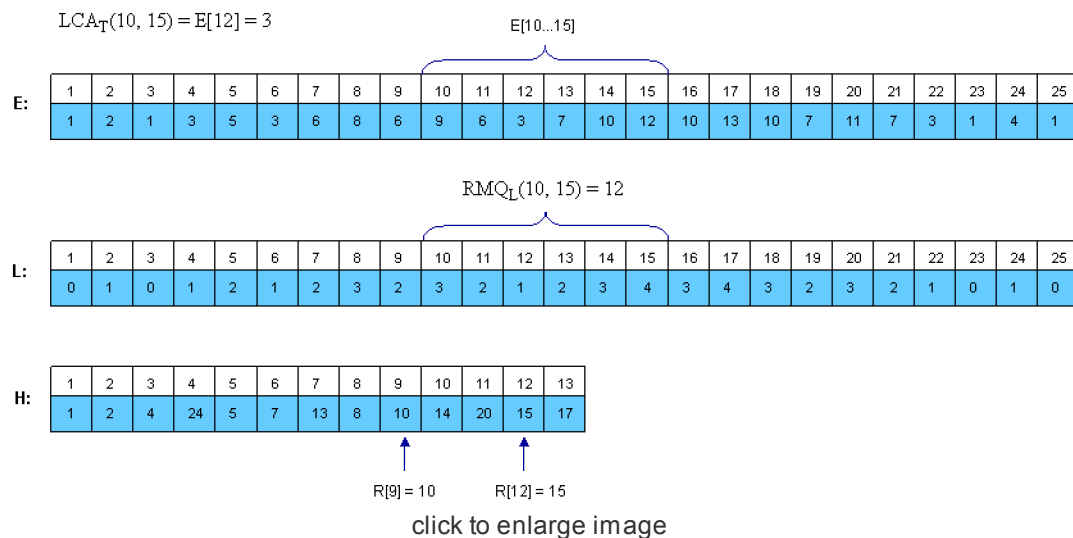 LCA_T(10, 15) = E[12] = 3
E[10...15]
1 2 3 4 5 6 7 8 9 10 11 12 13 14 15 16 17 18 19 20 21 22 23 24 25
E: 1 2 1 3 5 3 6 8 6 9 6 3 7 10 12 10 13 10 7 11 7 3 1 4 1
RMQ_L(10, 15) = 12
1 2 3 4 5 6 7 8 9 10 11 12 13 14 15 16 17 18 19 20 21 22 23 24 25
L: 0 1 0 1 2 1 2 3 2 3 2 1 2 3 4 3 4 3 2 3 2 1 0 1 0
1 2 3 4 5 6 7 8 9 10 11 12 13
H: 1 2 4 24 5 7 13 8 10 14 20 15 17
R[9] = 10 R[12] = 15
click to enlarge image